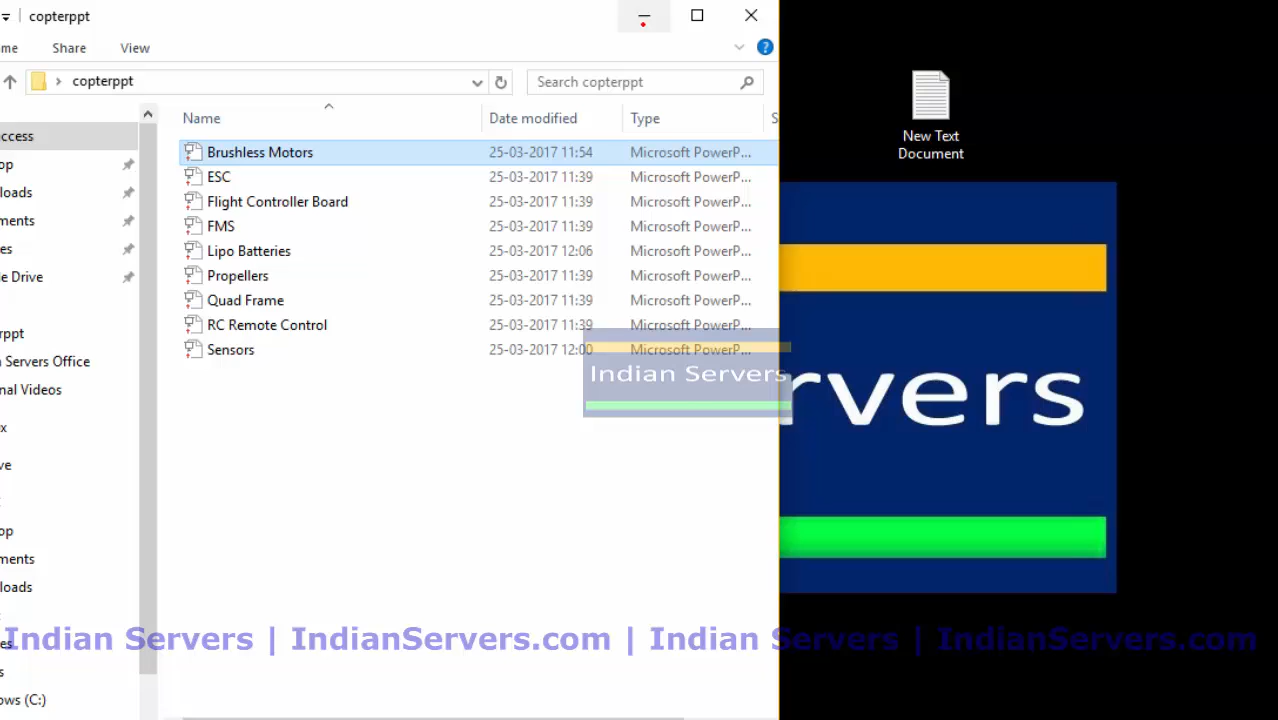 copterppt
me Share View
copterppt
Search copterppt
Name Date modified Type S
Brushless Motors 25-03-2017 11:54 Microsoft PowerP...
ESC 25-03-2017 11:39 Microsoft PowerP...
Flight Controller Board 25-03-2017 11:39 Microsoft PowerP...
FMS 25-03-2017 11:39 Microsoft PowerP...
Lipo Batteries 25-03-2017 12:06 Microsoft PowerP...
Propellers 25-03-2017 11:39 Microsoft PowerP...
Quad Frame 25-03-2017 11:39 Microsoft PowerP...
RC Remote Control 25-03-2017 11:39 Microsoft PowerP...
Sensors 25-03-2017 12:00 Microsoft PowerP...
ccess
op
loads
ments
es
le Drive
rppt
n Servers Office
nal Videos
x
ve
op
ments
loads
es
s
ows (C:)
New Text
Document
Indian Servers
rvers
Indian Servers | IndianServers.com | Indian Servers | IndianServers.com